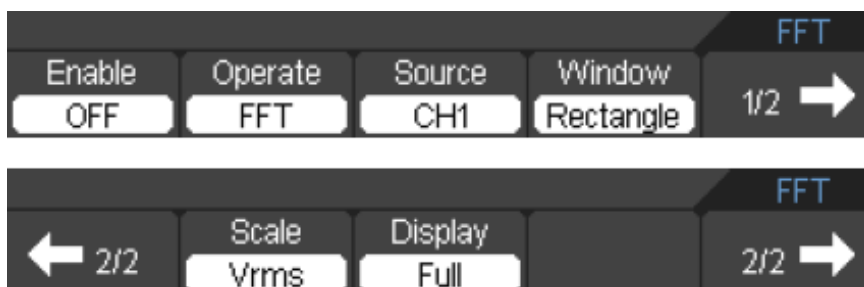 FFT
Enable Operate Source Window
OFF FFT CH1 Rectangle 1/2
FFT
Scale Display
2/2 Vrms Full 2/2